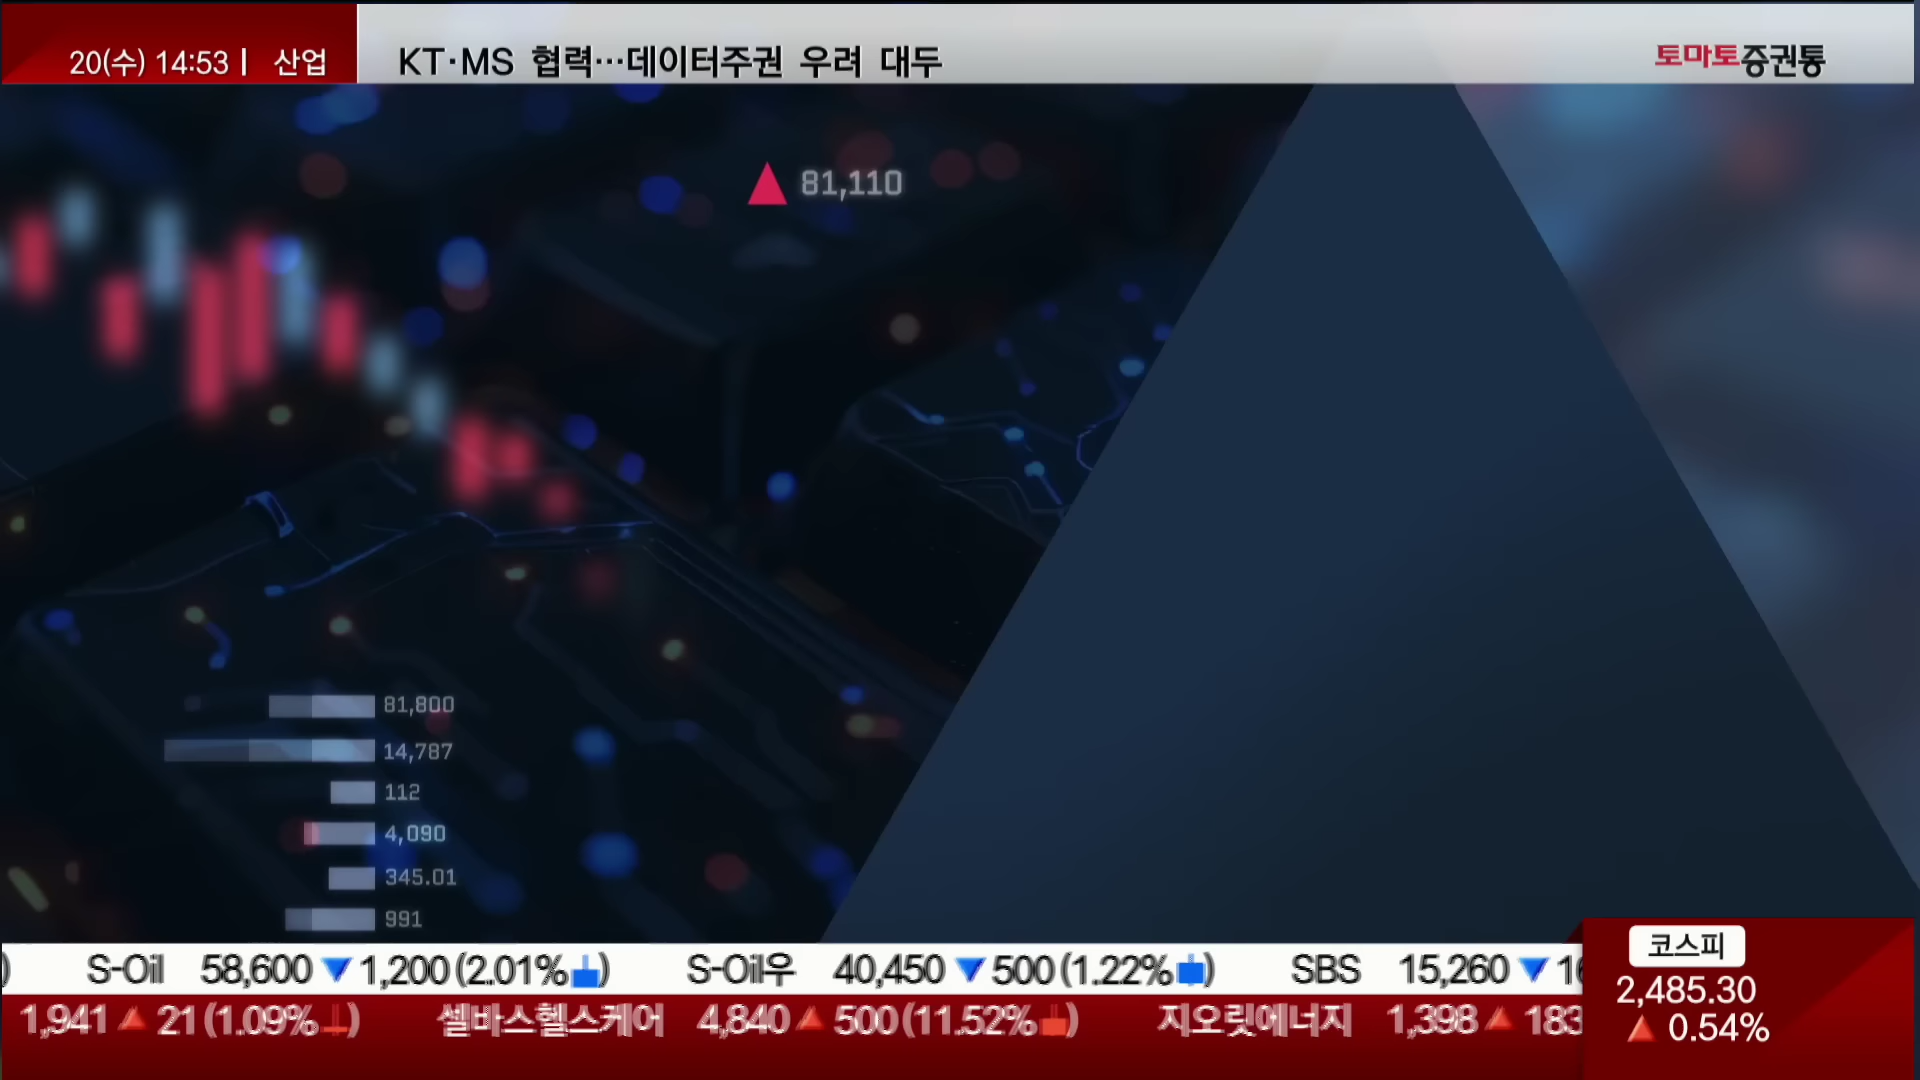 20(수) 14:53 | 산업
KT·MS 협력…데이터주권 우려 대두
토마토증권통
▲ 81,110
81,800
14,787
112
4,090
345.01
991
) S-Oil 58,600 ▼ 1,200 (2.01%) S-Oil우 40,450 ▼ 500 (1.22%) SBS 15,260 ▼
1,941 ▲ 21 (1.09%) 셀바스헬스케어 4,840 ▲ 500 (11.52%) 지오릿에너지 1,398 ▲ 183
코스피
2,485.30
▲ 0.54%